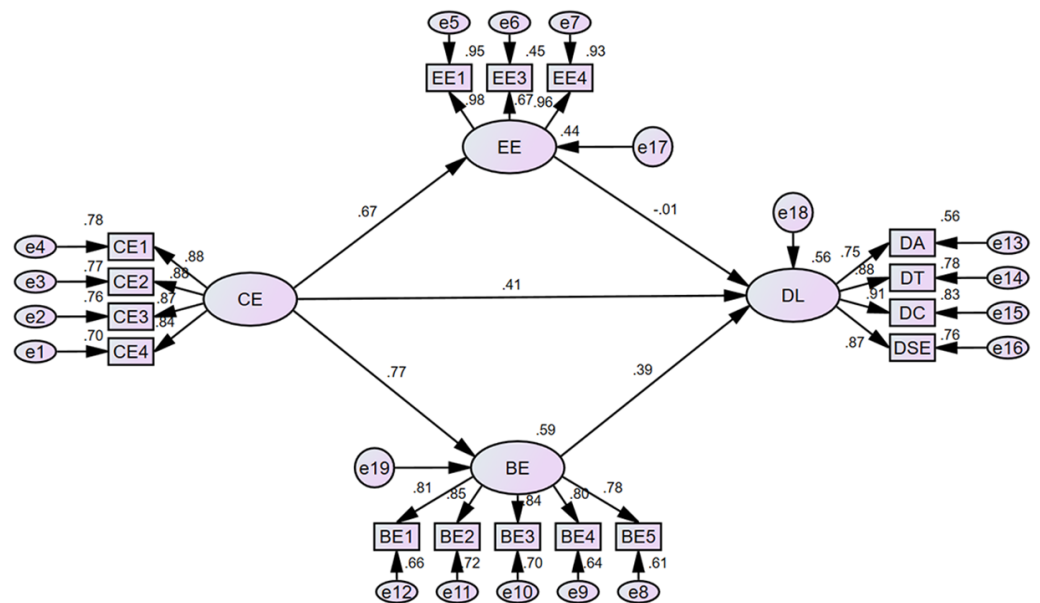 e5 e6 e7
.95 .45 .93
EE1 EE3 EE4
.98 .67 .96
.44
EE e17
.67 -.01
e18
.78 .56
e4 CE1 .88 .56 .75 DA e13
e3 .77 CE2 .88 .88 DT .78 e14
CE .41 DL
e2 .76 CE3 .87 .91 DC .83 e15
e1 .70 CE4 .84 .87 DSE .76 e16
.77 .39
.59
e19 BE
.81 .85 .84 .80 .78
BE1 BE2 BE3 BE4 BE5
.66 .72 .70 .64 .61
e12 e11 e10 e9 e8